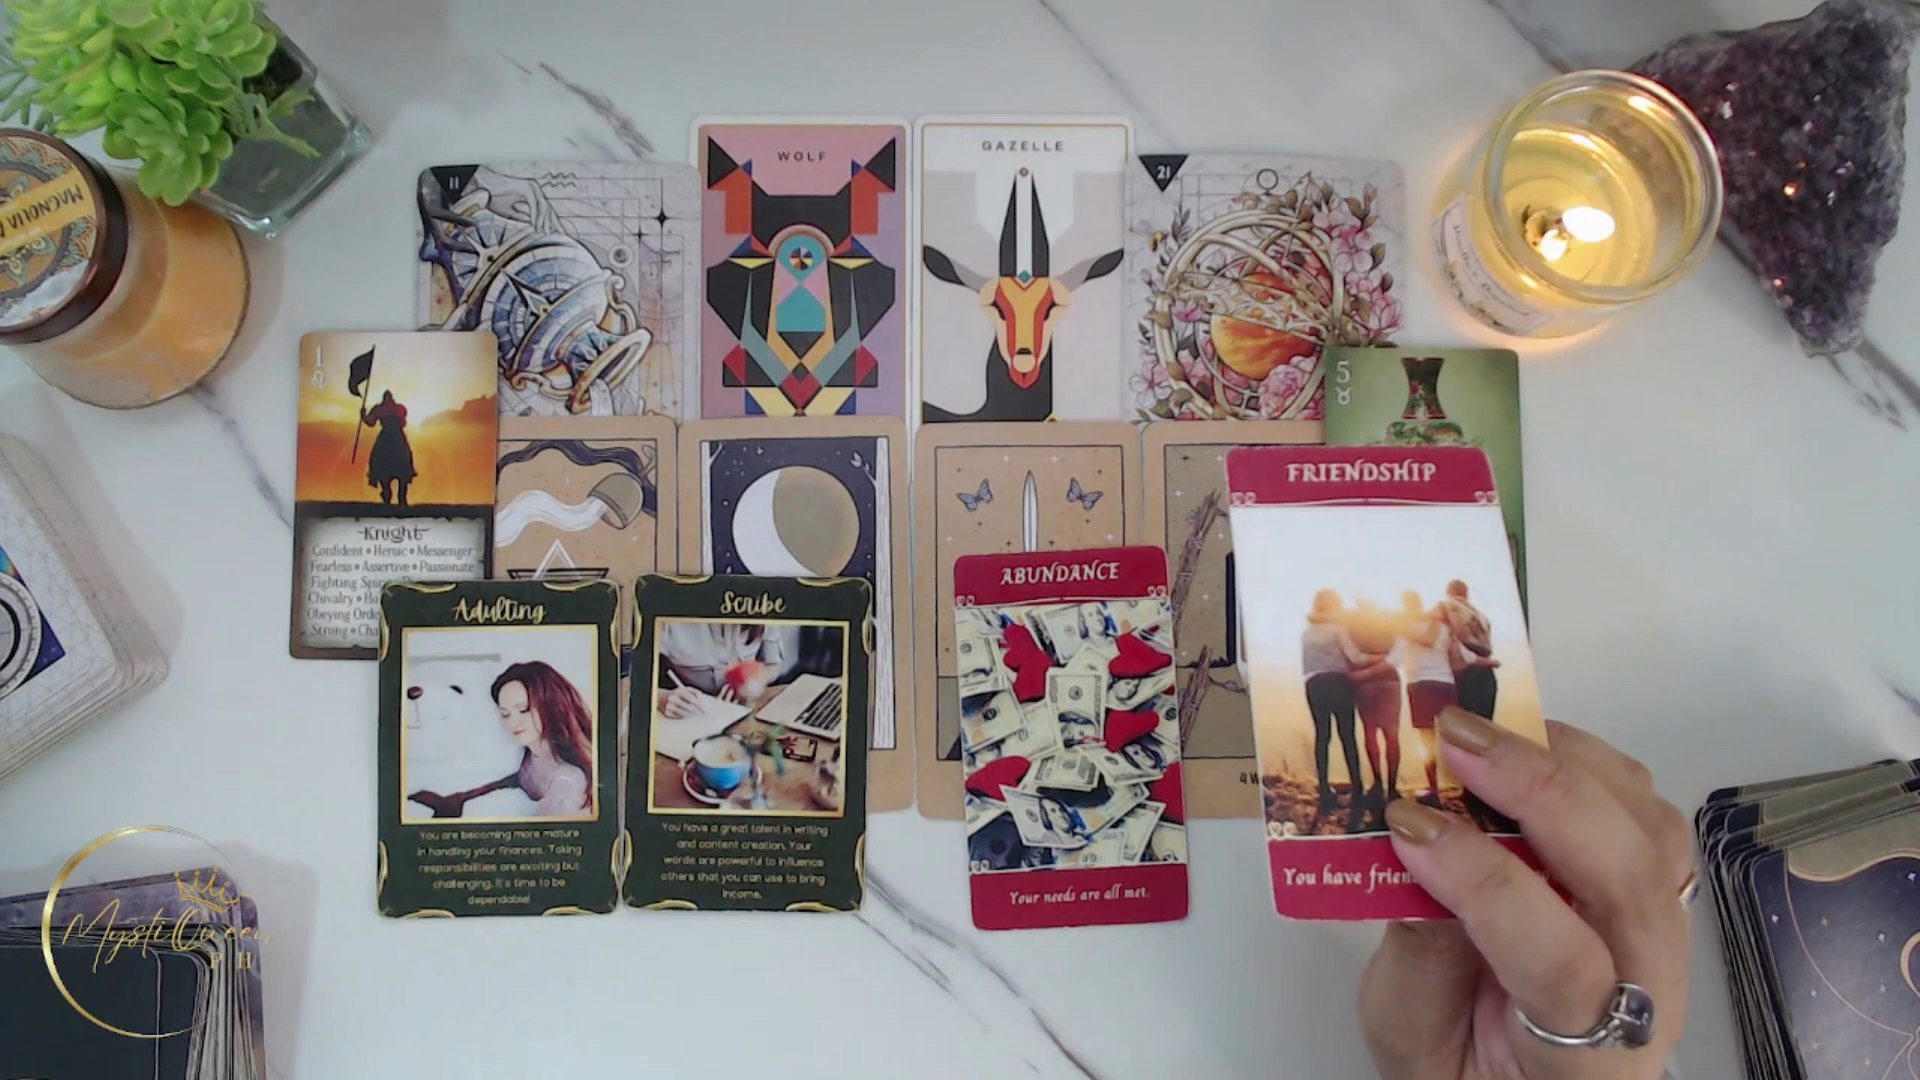 WOLF
GAZELLE
11
21
MAGNOLIA
1
5
Knight
Confident • Heroic • Messenger
Fearless • Assertive • Passionate
Fighting
Chivalry
Obeying
Strong
FRIENDSHIP
ABUNDANCE
Adulting
Scribe
4
You are becoming more mature
in handling your finances. Taking
responsibilities are exciting but
challenging. It's time to be
dependable!
You have a great talent in writing
and content creation. Your
words are powerful to influence
others that you can use to bring
income.
Your needs are all met.
You have
MystiQueen
PH